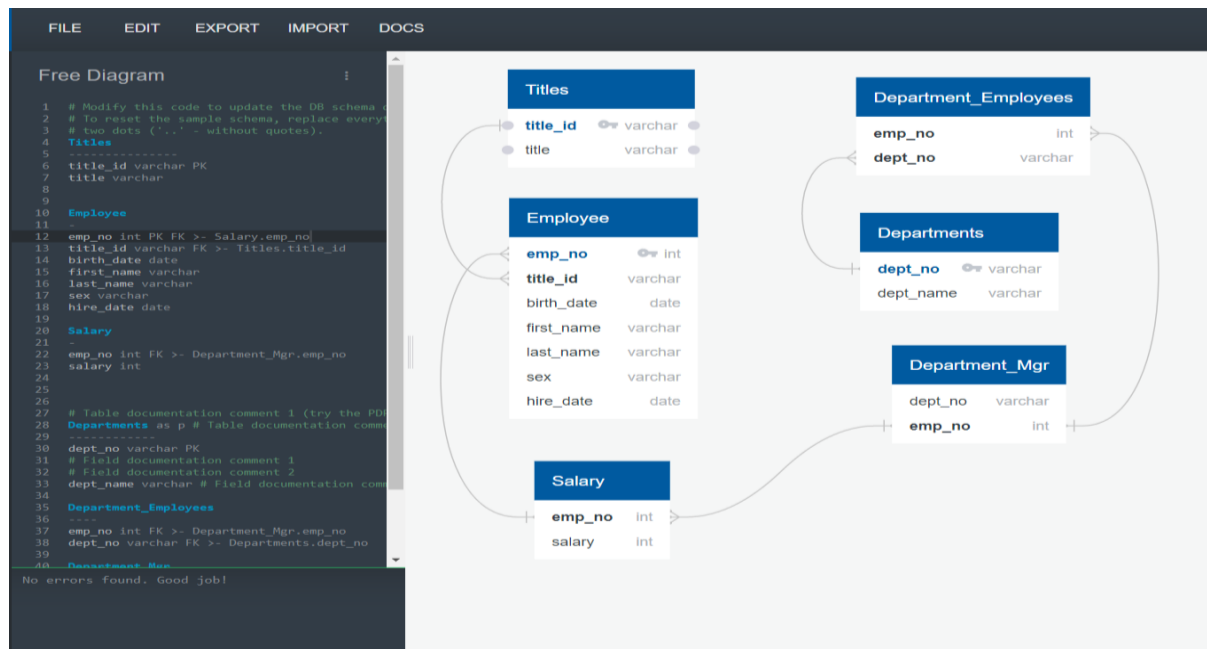 FILE EDIT EXPORT IMPORT DOCS
Free Diagram
1 # Modify this code to update the DB schema
2 # To reset the sample schema, replace
3 # two dots ('..' - without quotes).
4 Titles
5 ---------------
6 title_id varchar PK
7 title varchar
8
9
10 Employee
11 -
12 emp_no int PK FK >- Salary.emp_no
13 title_id varchar FK >- Titles.title_id
14 birth_date date
15 first_name varchar
16 last_name varchar
17 sex varchar
18 hire_date date
19
20 Salary
21 -
22 emp_no int FK >- Department_Mgr.emp_no
23 salary int
24
25
26
27 # Table documentation comment 1 (try the
28 Departments as p # Table documentation
29 ------------
30 dept_no varchar PK
31 # Field documentation comment 1
32 # Field documentation comment 2
33 dept_name varchar # Field documentation
34
35 Department_Employees
36 ----
37 emp_no int FK >- Department_Mgr.emp_no
38 dept_no varchar FK >- Departments.dept_no
39
40 Department_Mgr
No errors found. Good job!
Titles
title_id varchar
title varchar
Employee
emp_no int
title_id varchar
birth_date date
first_name varchar
last_name varchar
sex varchar
hire_date date
Salary
emp_no int
salary int
Department_Employees
emp_no int
dept_no varchar
Departments
dept_no varchar
dept_name varchar
Department_Mgr
dept_no varchar
emp_no int